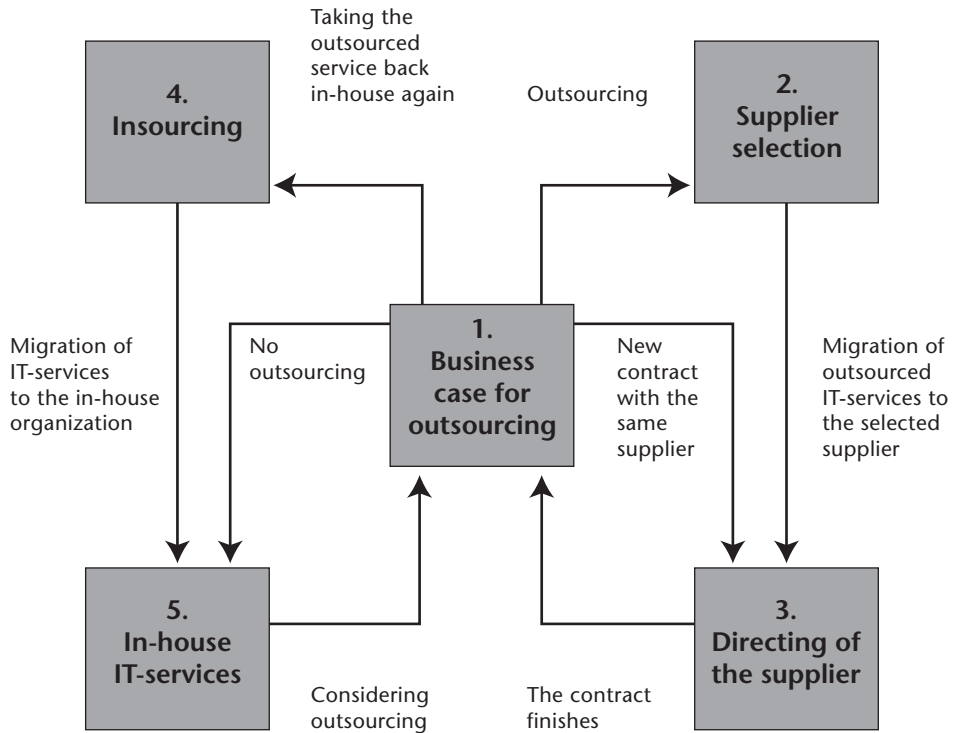 Taking the
outsourced
service back
in-house again
Outsourcing
4.
Insourcing
2.
Supplier
selection
Migration of
IT-services
to the in-house
organization
No
outsourcing
1.
Business
case for
outsourcing
New
contract
with the
same
supplier
Migration of
outsourced
IT-services to
the selected
supplier
5.
In-house
IT-services
3.
Directing of
the supplier
Considering
outsourcing
The contract
finishes